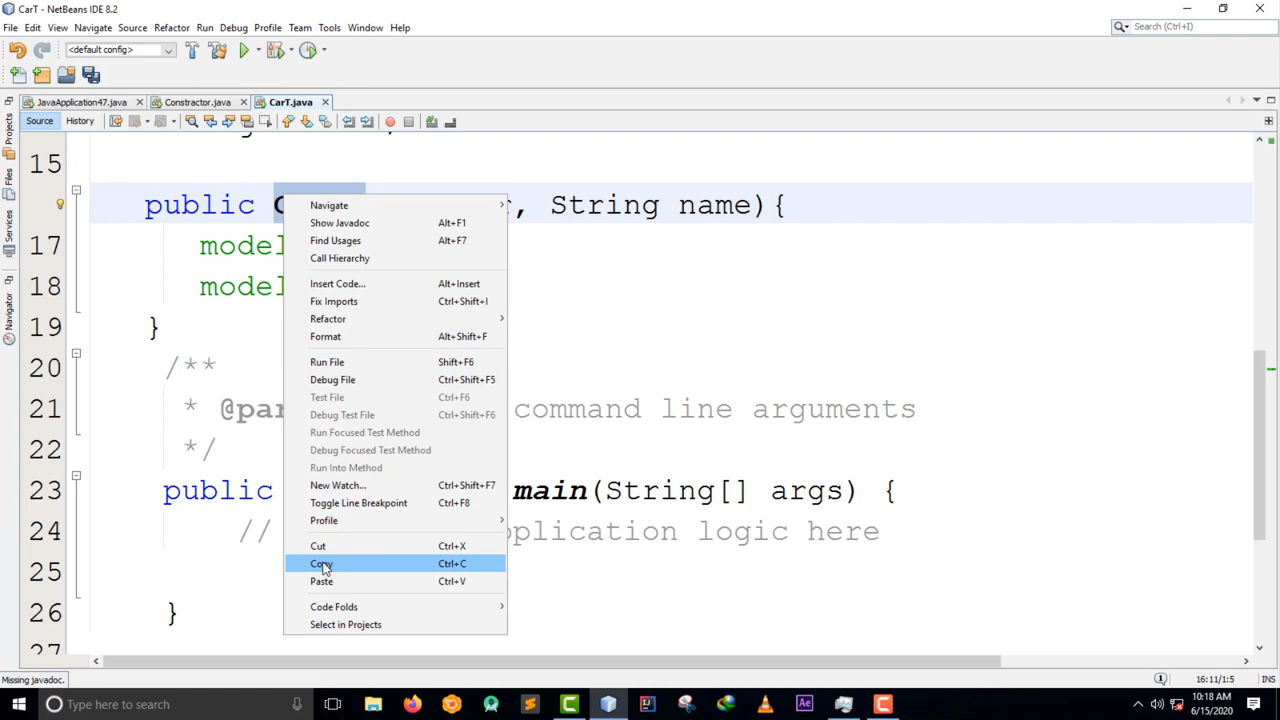 CarT - NetBeans IDE 8.2
File Edit View Navigate Source Refactor Run Debug Profile Team Tools Window Help
Search (Ctrl+I)
<default config>
JavaApplication47.java Constractor.java CarT.java
Source History
Projects
Files
Services
Navigator
15
public String name){
17 model
18 model
19 }
20 /**
21 * command line arguments
22 */
23 public main(String[] args) {
24 // logic here
25
26 }
27
Navigate
Show Javadoc Alt+F1
Find Usages Alt+F7
Call Hierarchy
Insert Code... Alt+Insert
Fix Imports Ctrl+Shift+I
Refactor
Format Alt+Shift+F
Run File Shift+F6
Debug File Ctrl+Shift+F5
Test File Ctrl+F6
Debug Test File Ctrl+Shift+F6
Run Focused Test Method
Debug Focused Test Method
Run Into Method
New Watch... Ctrl+Shift+F7
Toggle Line Breakpoint Ctrl+F8
Profile
Cut Ctrl+X
Copy Ctrl+C
Paste Ctrl+V
Code Folds
Select in Projects
Missing javadoc.
16:11/1:5 INS
Type here to search
10:18 AM
6/15/2020